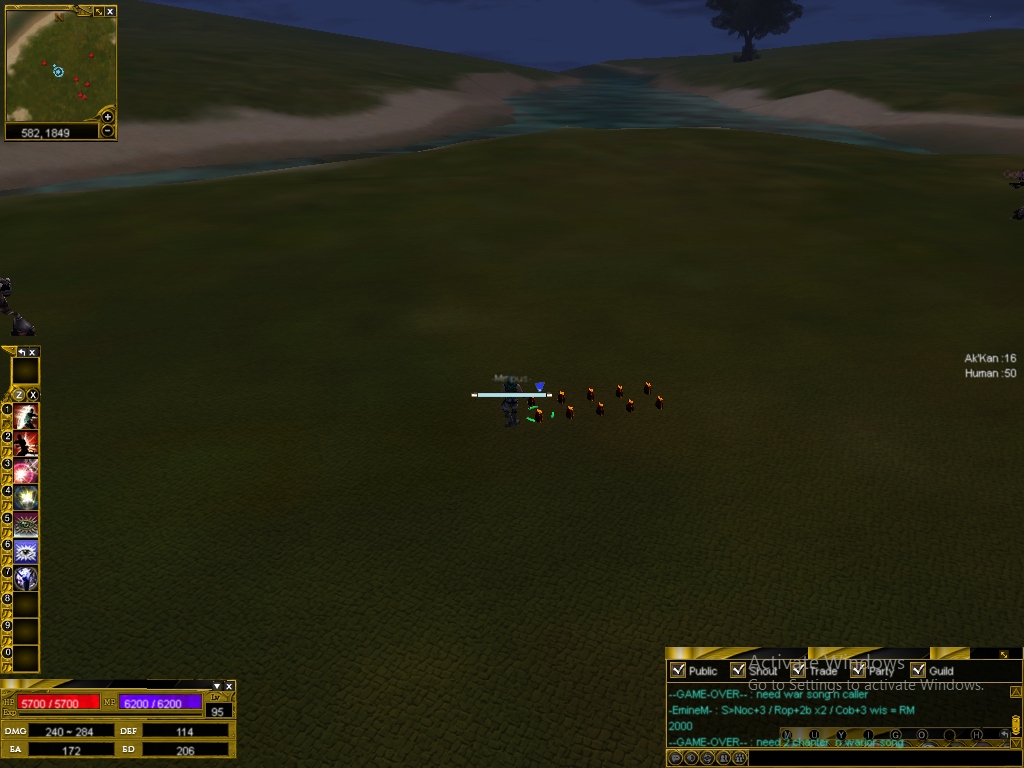 582, 1849
Ak'Kan :16
Human :50
Z X
1
2
3
4
5
6
7
8
9
0
HP 5700 / 5700 MP 6200 / 6200 Lv
Exp 95
DMG 240 ~ 284 DEF 114
EA 172 ED 206
Public Shout Trade Party Guild
Activate Windows
Go to Settings to activate Windows.
--GAME-OVER-- : need war song n caller
-EmineM- : S>Noc+3 / Rop+2b x2 / Cob+3 wis = RM
2000
--GAME-OVER-- : need 2 chanter n warior song